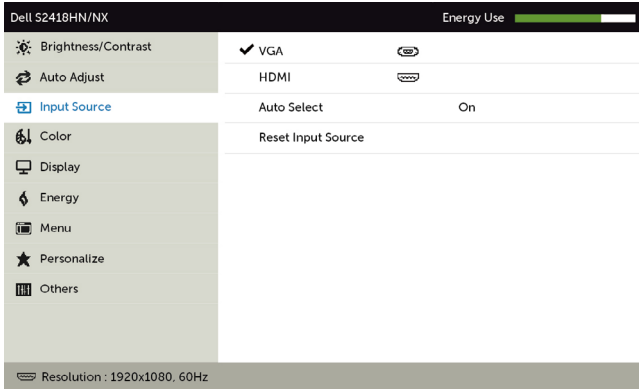 Dell S2418HN/NX Energy Use
Brightness/Contrast
Auto Adjust
Input Source
Color
Display
Energy
Menu
Personalize
Others
VGA
HDMI
Auto Select On
Reset Input Source
Resolution : 1920x1080, 60Hz